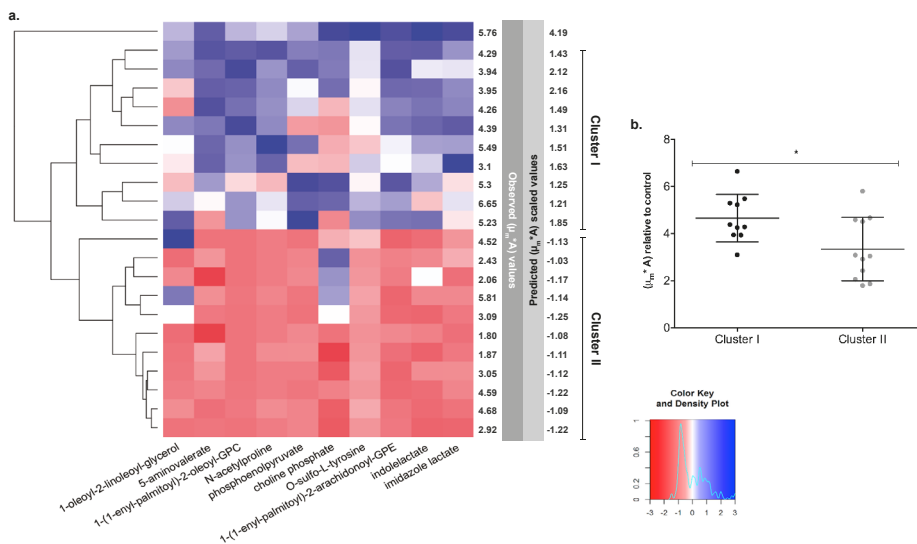 a.
5.76 4.19
4.29 1.43
3.94 2.12
3.95 2.16
4.26 1.49
4.39 1.31
5.49 1.51
3.1 1.63
5.3 1.25
6.65 1.21
5.23 1.85
4.52 -1.13
2.43 -1.03
2.06 -1.17
5.81 -1.14
3.09 -1.25
1.80 -1.08
1.87 -1.11
3.05 -1.12
4.59 -1.22
4.68 -1.09
2.92 -1.22
Observed (μm*A) values
Predicted (μm*A) scaled values
Cluster I
Cluster II
1-oleoyl-2-linoleoyl-glycerol
5-aminovalerate
1-(1-enyl-palmitoyl)-2-oleoyl-GPC
N-acetylproline
phosphoenolpyruvate
choline phosphate
O-sulfo-L-tyrosine
1-(1-enyl-palmitoyl)-2-arachidonoyl-GPE
indolelactate
imidazole lactate
b.
8
6
4
2
0
(μm* A) relative to control
*
Cluster I Cluster II
Color Key
and Density Plot
1
0.8
0.6
0.4
0.2
0
-3 -2 -1 0 1 2 3